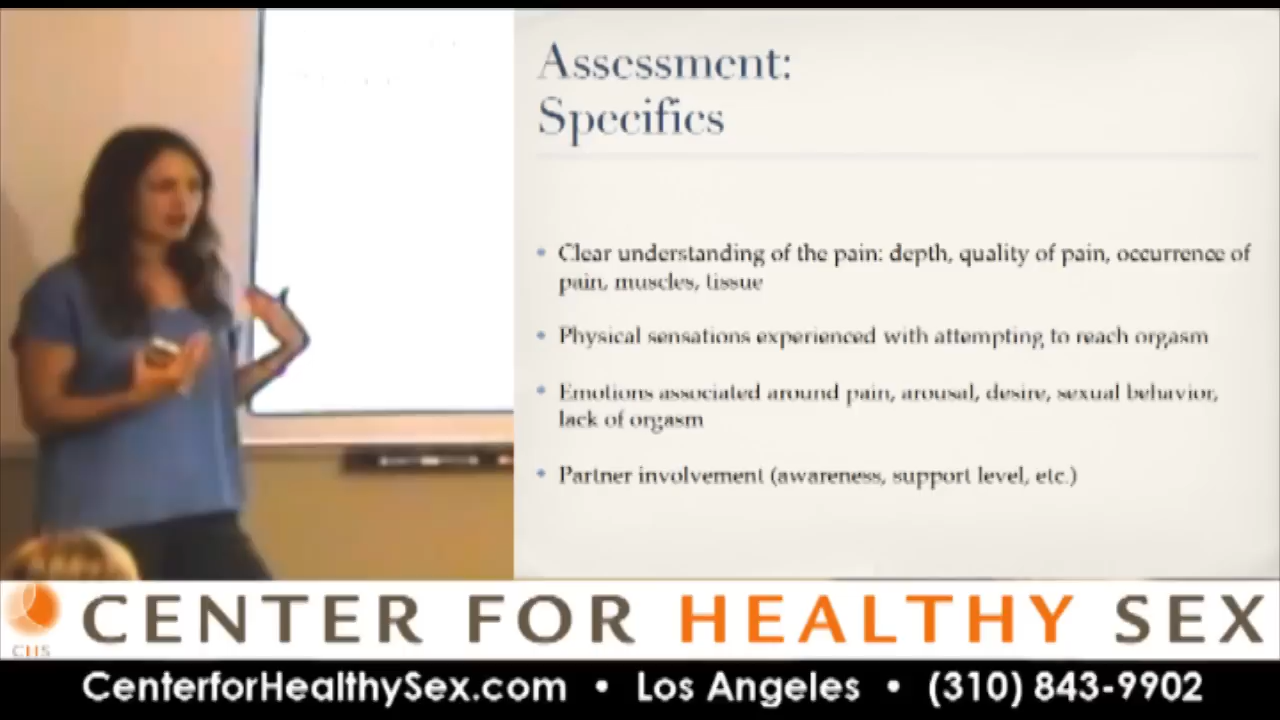 Assessment:
Specifics
• Clear understanding of the pain: depth, quality of pain, occurrence of
pain, muscles, tissue
• Physical sensations experienced with attempting to reach orgasm
• Emotions associated around pain, arousal, desire, sexual behavior,
lack of orgasm
• Partner involvement (awareness, support level, etc.)
CENTER FOR HEALTHY SEX
CHS
CenterforHealthySex.com • Los Angeles • (310) 843-9902